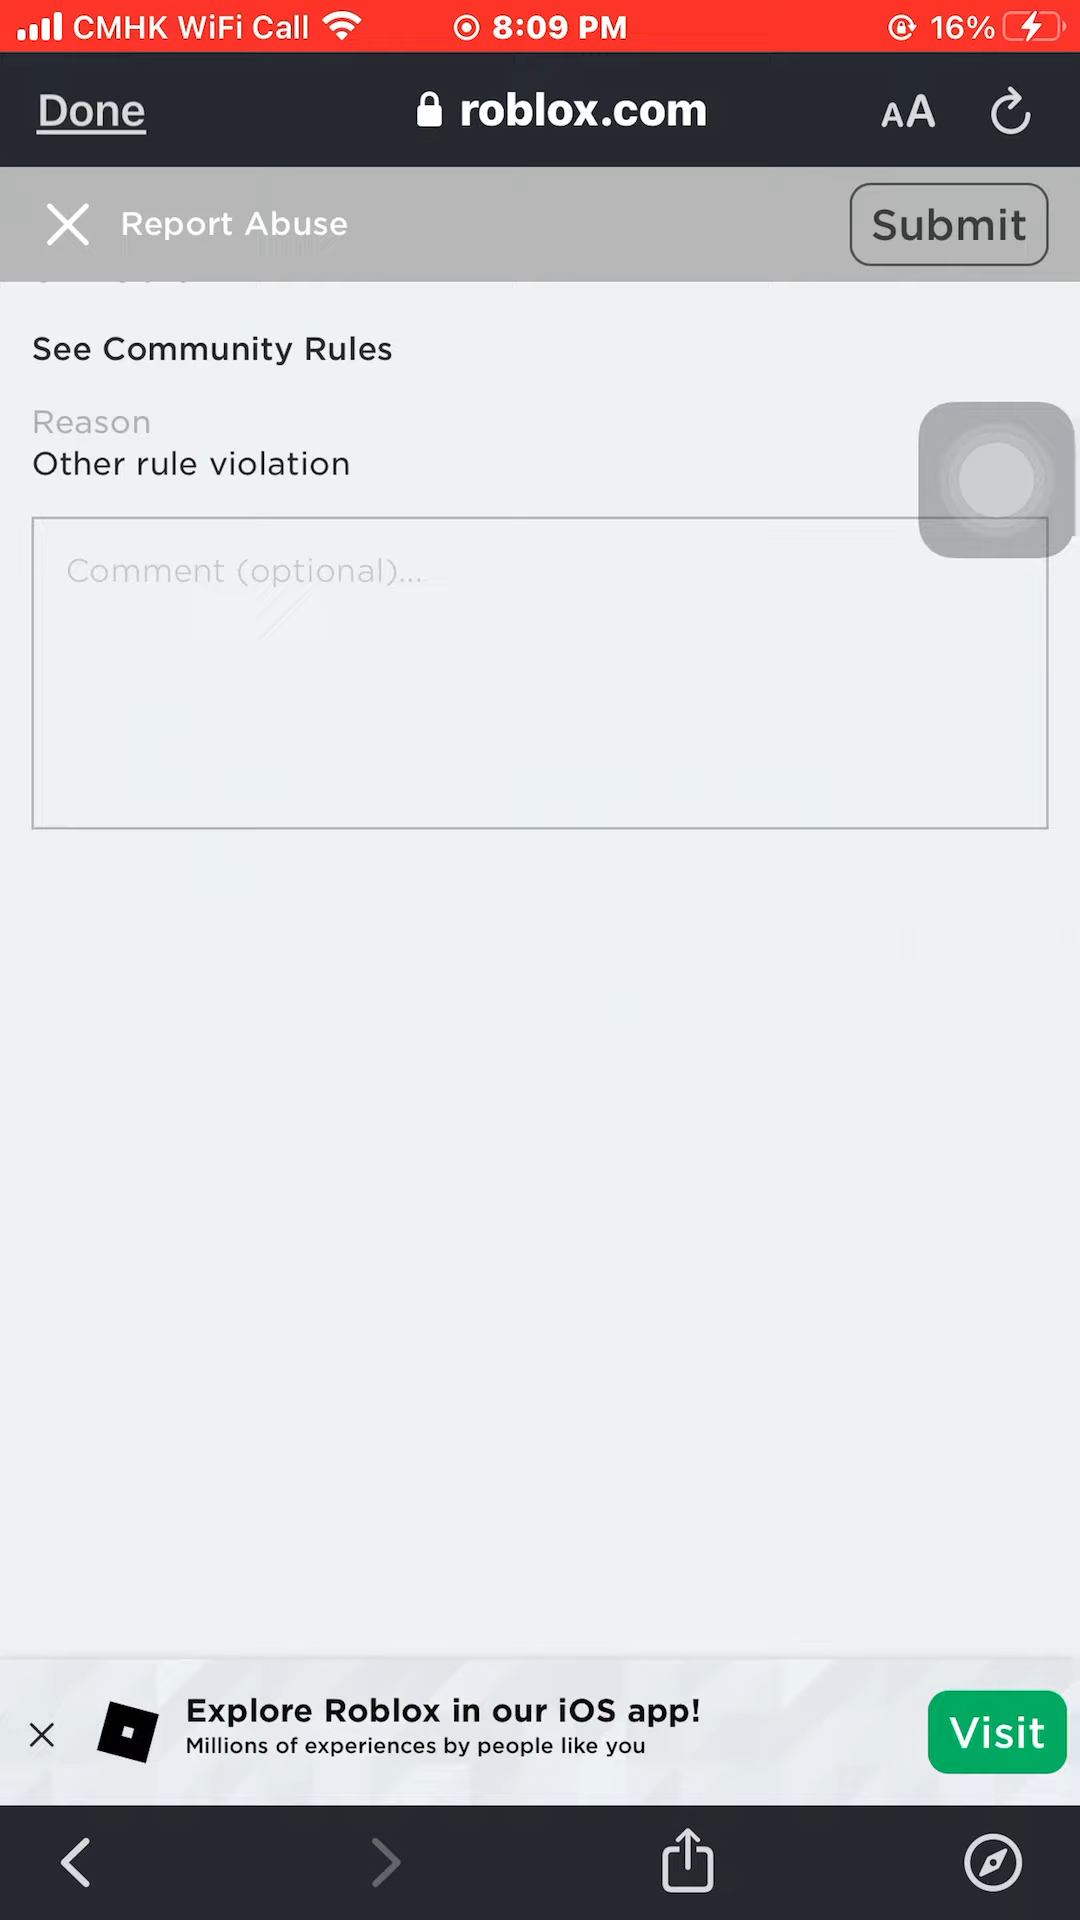 CMHK WiFi Call 8:09 PM 16%
Done roblox.com AA
Report Abuse Submit
See Community Rules
Reason
Other rule violation
Comment (optional)...
Explore Roblox in our iOS app!
Millions of experiences by people like you
Visit